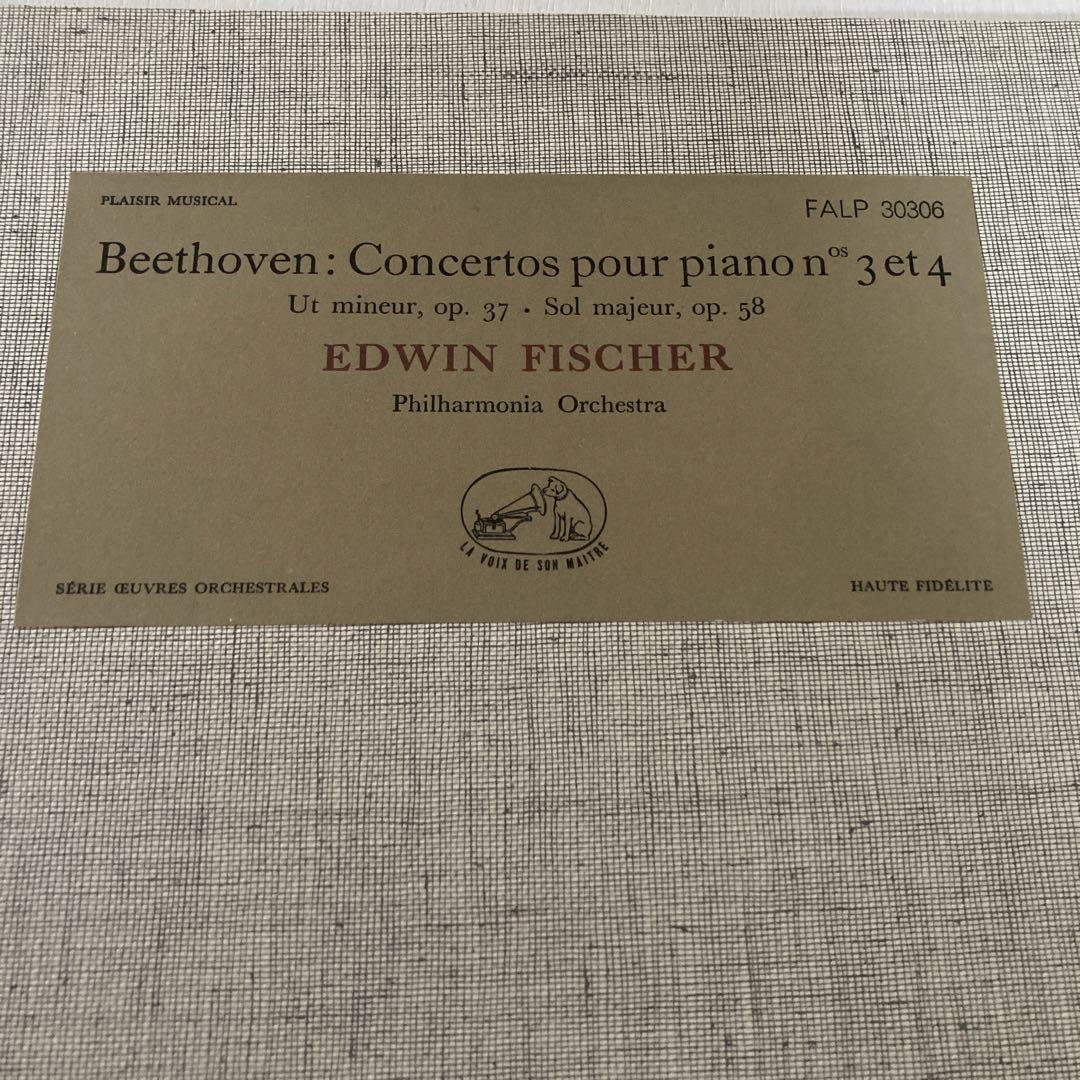 PLAISIR MUSICAL
FALP 30306
Beethoven : Concertos pour piano nos 3 et 4
Ut mineur, op. 37 · Sol majeur, op. 58
EDWIN FISCHER
Philharmonia Orchestra
LA VOIX DE SON MAITRE
SÉRIE ŒUVRES ORCHESTRALES
HAUTE FIDÉLITÉ